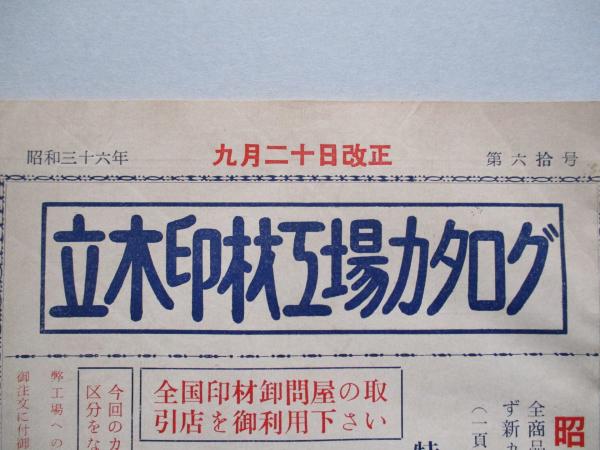 昭和三十六年
九月二十日改正
第六拾号
立木印材工場カタログ
昭
全商品
ず新九
(一頁
特
全国印材卸問屋の取
引店を御利用下さい
今回のカ
区分をな
弊工場への
御注文に付御